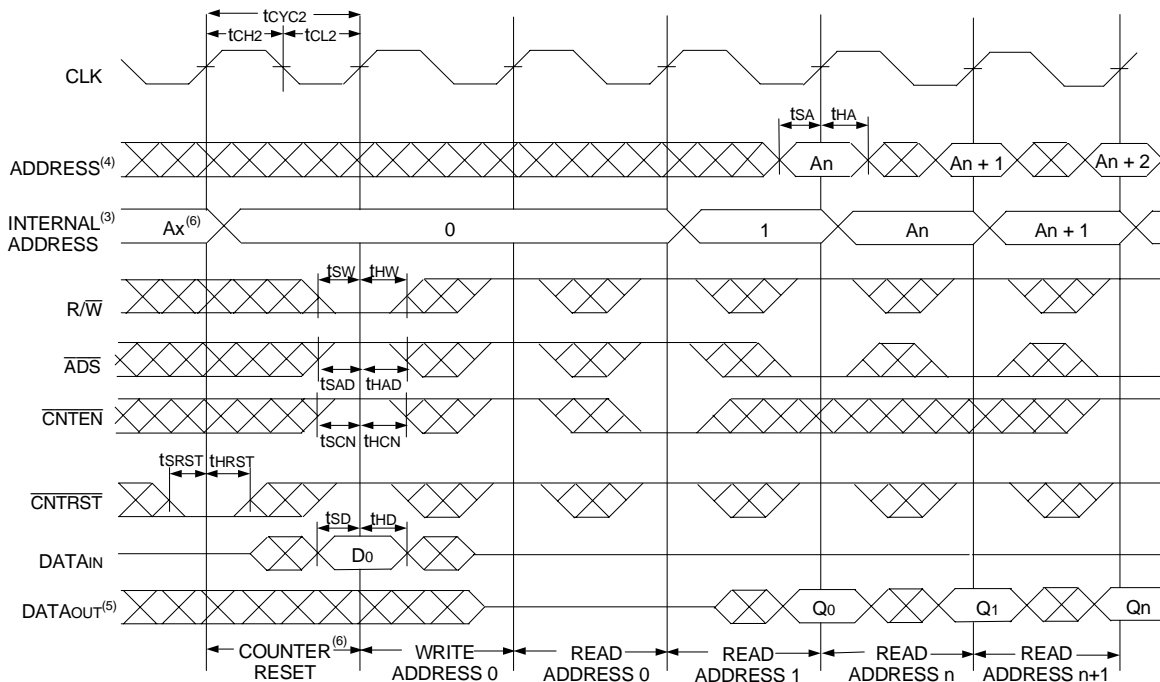 tCYC2
tCH2 tCL2
CLK
tSA tHA
ADDRESS(4) An An + 1 An + 2
INTERNAL(3) ADDRESS Ax(6) 0 1 An An + 1
tSW tHW
R/W̅
A̅D̅S̅
tSAD tHAD
C̅N̅T̅E̅N̅
tSCN tHCN
tSRST tHRST
C̅N̅T̅R̅S̅T̅
tSD tHD
DATAIN D0
DATAOUT(5) Q0 Q1 Qn
COUNTER(6) RESET WRITE ADDRESS 0 READ ADDRESS 0 READ ADDRESS 1 READ ADDRESS n READ ADDRESS n+1